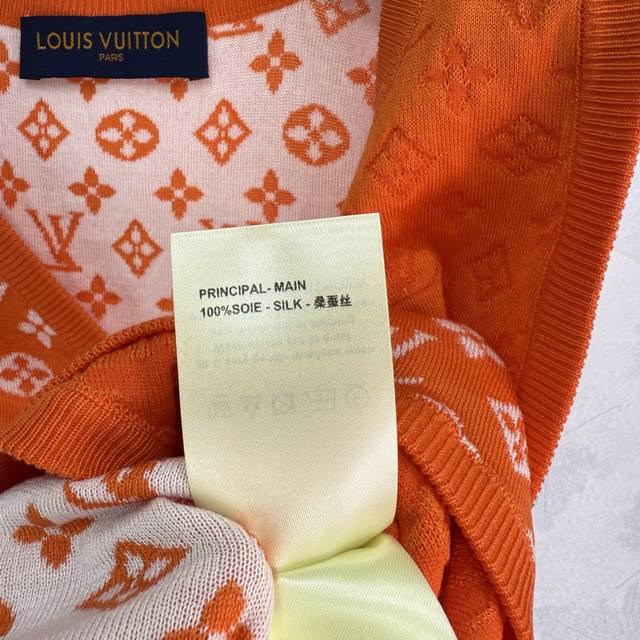 LOUIS VUITTON
PARIS
PRINCIPAL- MAIN
100%SOIE - SILK - 桑蚕丝